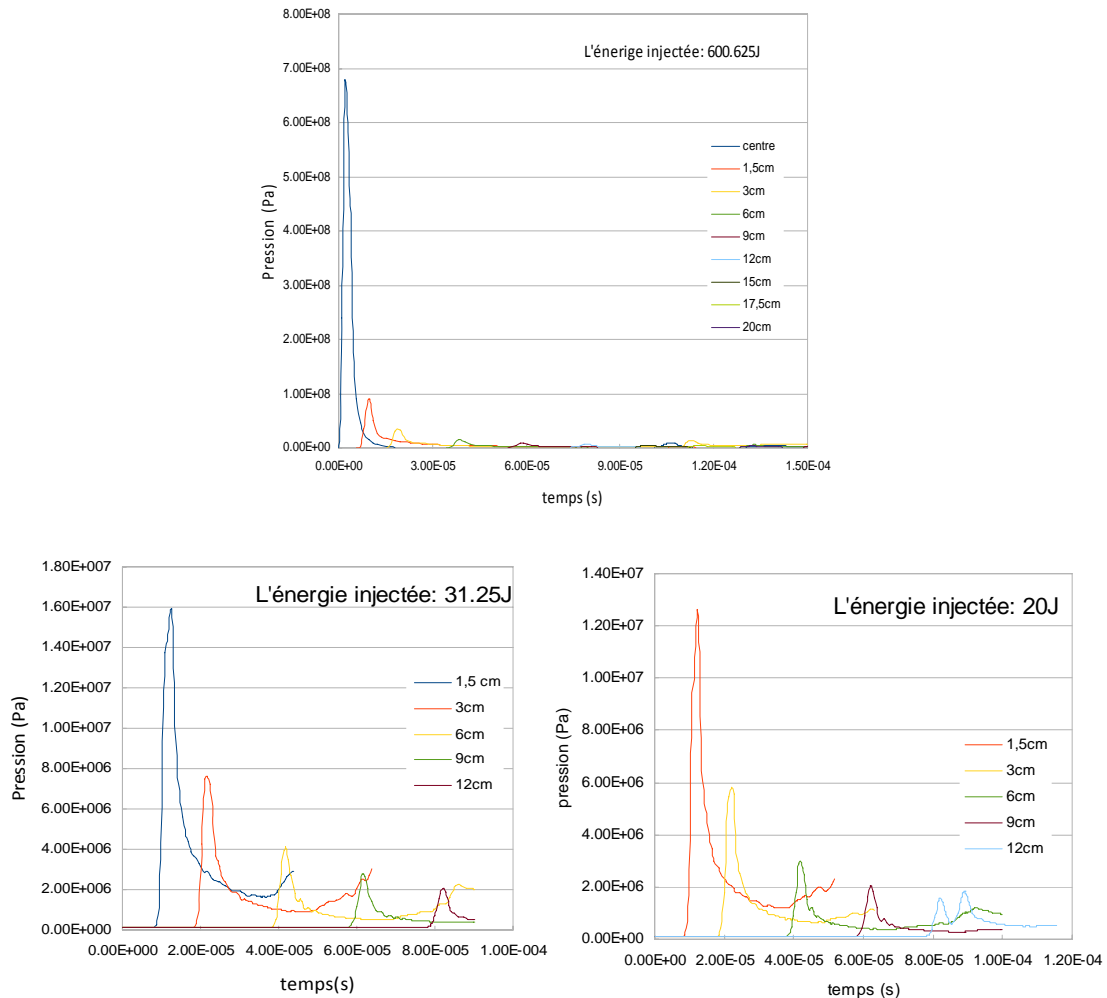 8.00E+08
L'énerige injectée: 600.625J
7.00E+08
6.00E+08
5.00E+08
4.00E+08
3.00E+08
2.00E+08
1.00E+08
0.00E+00
Pression (Pa)
centre
1,5cm
3cm
6cm
9cm
12cm
15cm
17,5cm
20cm
0.00E+00 3.00E-05 6.00E-05 9.00E-05 1.20E-04 1.50E-04
temps (s)
1.80E+007
L'énergie injectée: 31.25J
1.60E+007
1.40E+007
1.20E+007
1.00E+007
8.00E+006
6.00E+006
4.00E+006
2.00E+006
0.00E+000
Pression (Pa)
1,5 cm
3cm
6cm
9cm
12cm
0.00E+000 2.00E-005 4.00E-005 6.00E-005 8.00E-005 1.00E-004
temps(s)
1.40E+07
L'énergie injectée: 20J
1.20E+07
1.00E+07
8.00E+06
6.00E+06
4.00E+06
2.00E+06
0.00E+00
pression (Pa)
1,5cm
3cm
6cm
9cm
12cm
0.00E+00 2.00E-05 4.00E-05 6.00E-05 8.00E-05 1.00E-04 1.20E-04
temps (s)